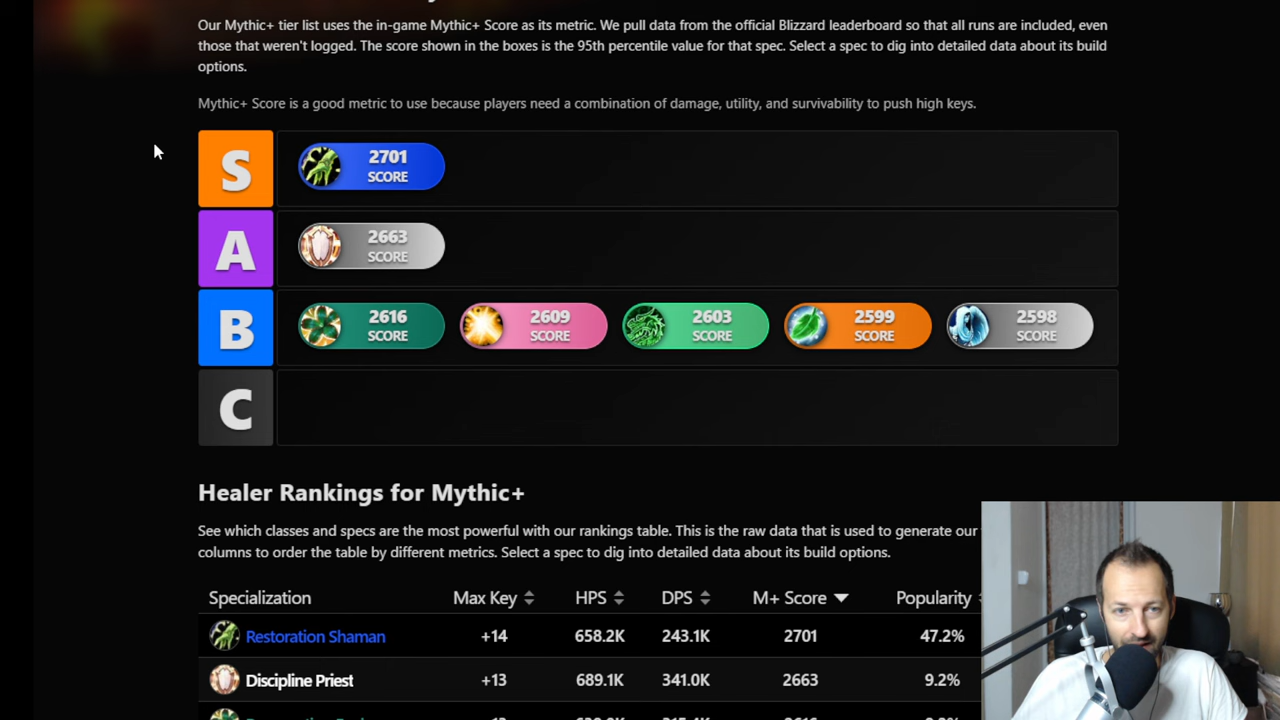 Our Mythic+ tier list uses the in-game Mythic+ Score as its metric. We pull data from the official Blizzard leaderboard so that all runs are included, even
those that weren't logged. The score shown in the boxes is the 95th percentile value for that spec. Select a spec to dig into detailed data about its build
options.
Mythic+ Score is a good metric to use because players need a combination of damage, utility, and survivability to push high keys.
S
2701
SCORE
A
2663
SCORE
B
2616
SCORE
2609
SCORE
2603
SCORE
2599
SCORE
2598
SCORE
C
Healer Rankings for Mythic+
See which classes and specs are the most powerful with our rankings table. This is the raw data that is used to generate our
columns to order the table by different metrics. Select a spec to dig into detailed data about its build options.
Specialization Max Key HPS DPS M+ Score Popularity
Restoration Shaman +14 658.2K 243.1K 2701 47.2%
Discipline Priest +13 689.1K 341.0K 2663 9.2%